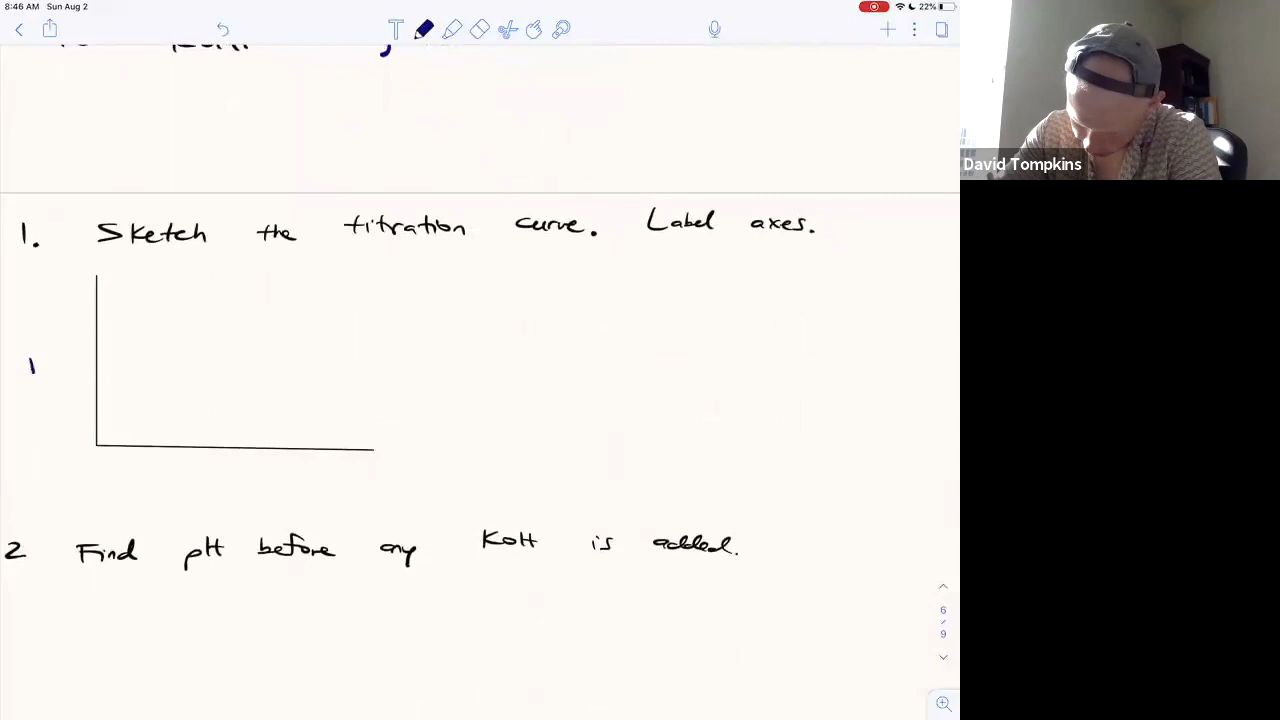 8:46 AM Sun Aug 2
22%
T
David Tompkins
1. Sketch the titration curve. Label axes.
2 Find pH before any KOH is added.
6
/
9